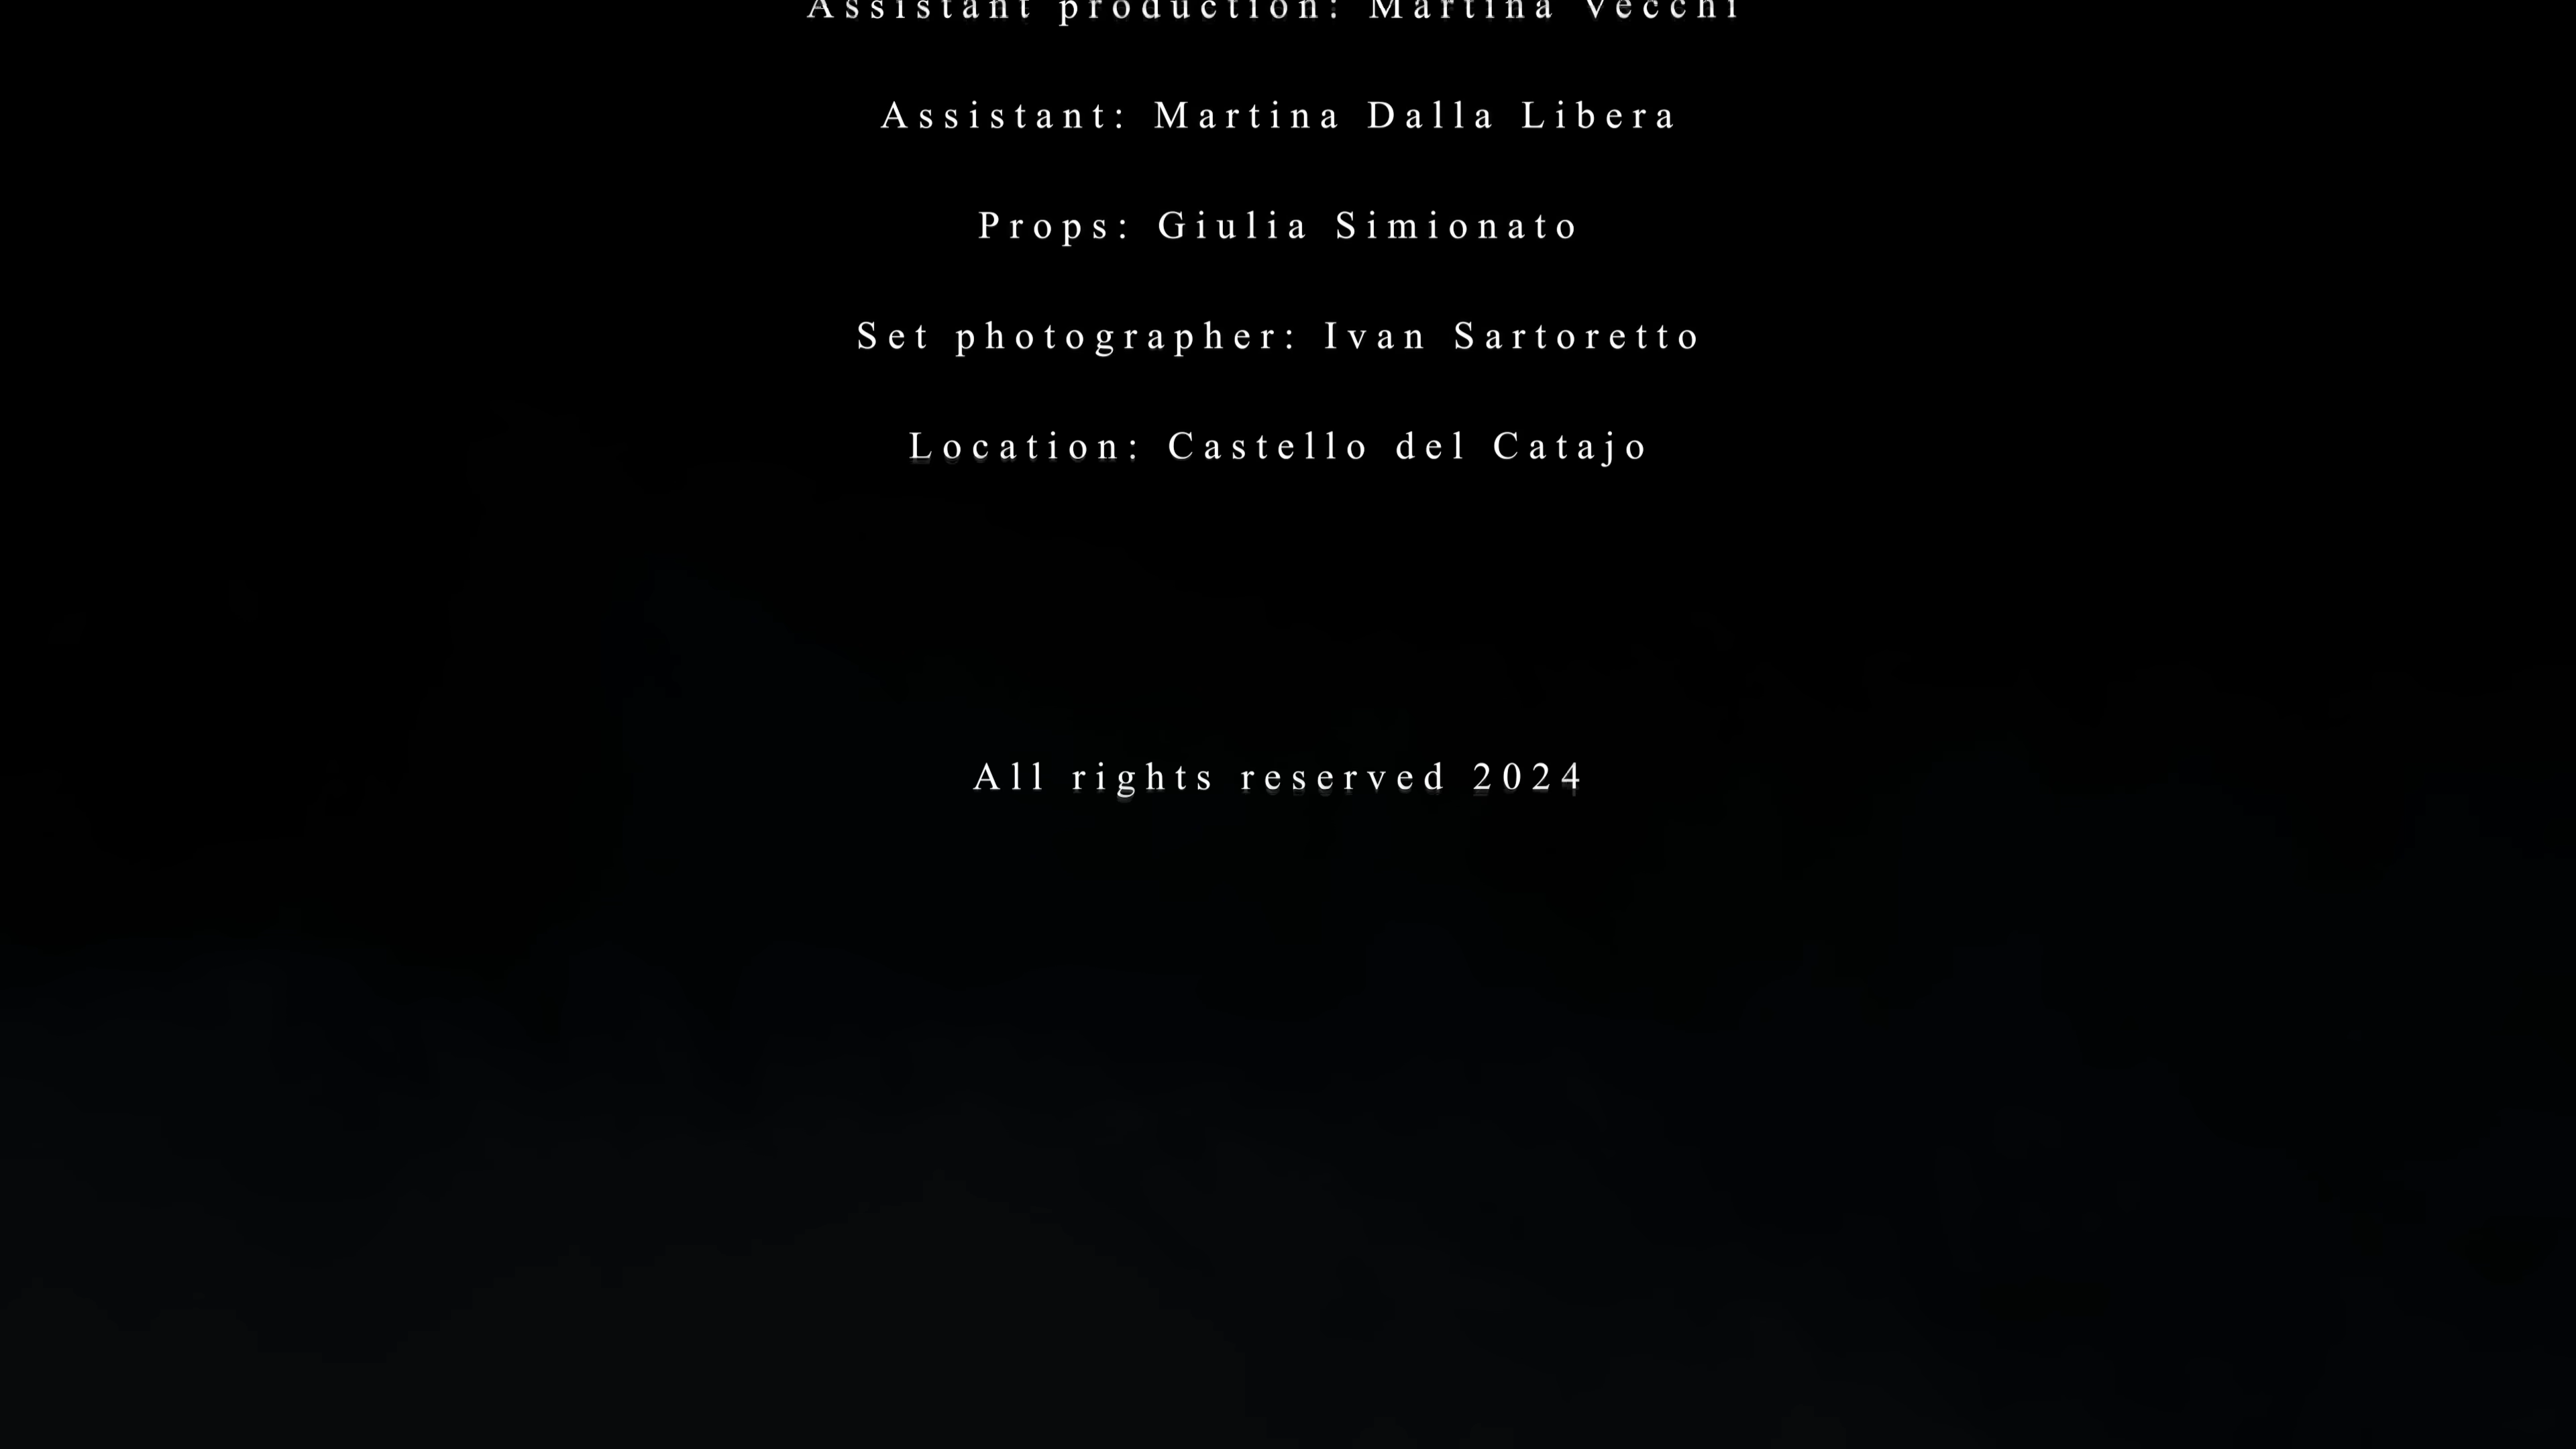 Assistant production: Martina Vecchi
Assistant: Martina Dalla Libera
Props: Giulia Simionato
Set photographer: Ivan Sartoretto
Location: Castello del Catajo
All rights reserved 2024